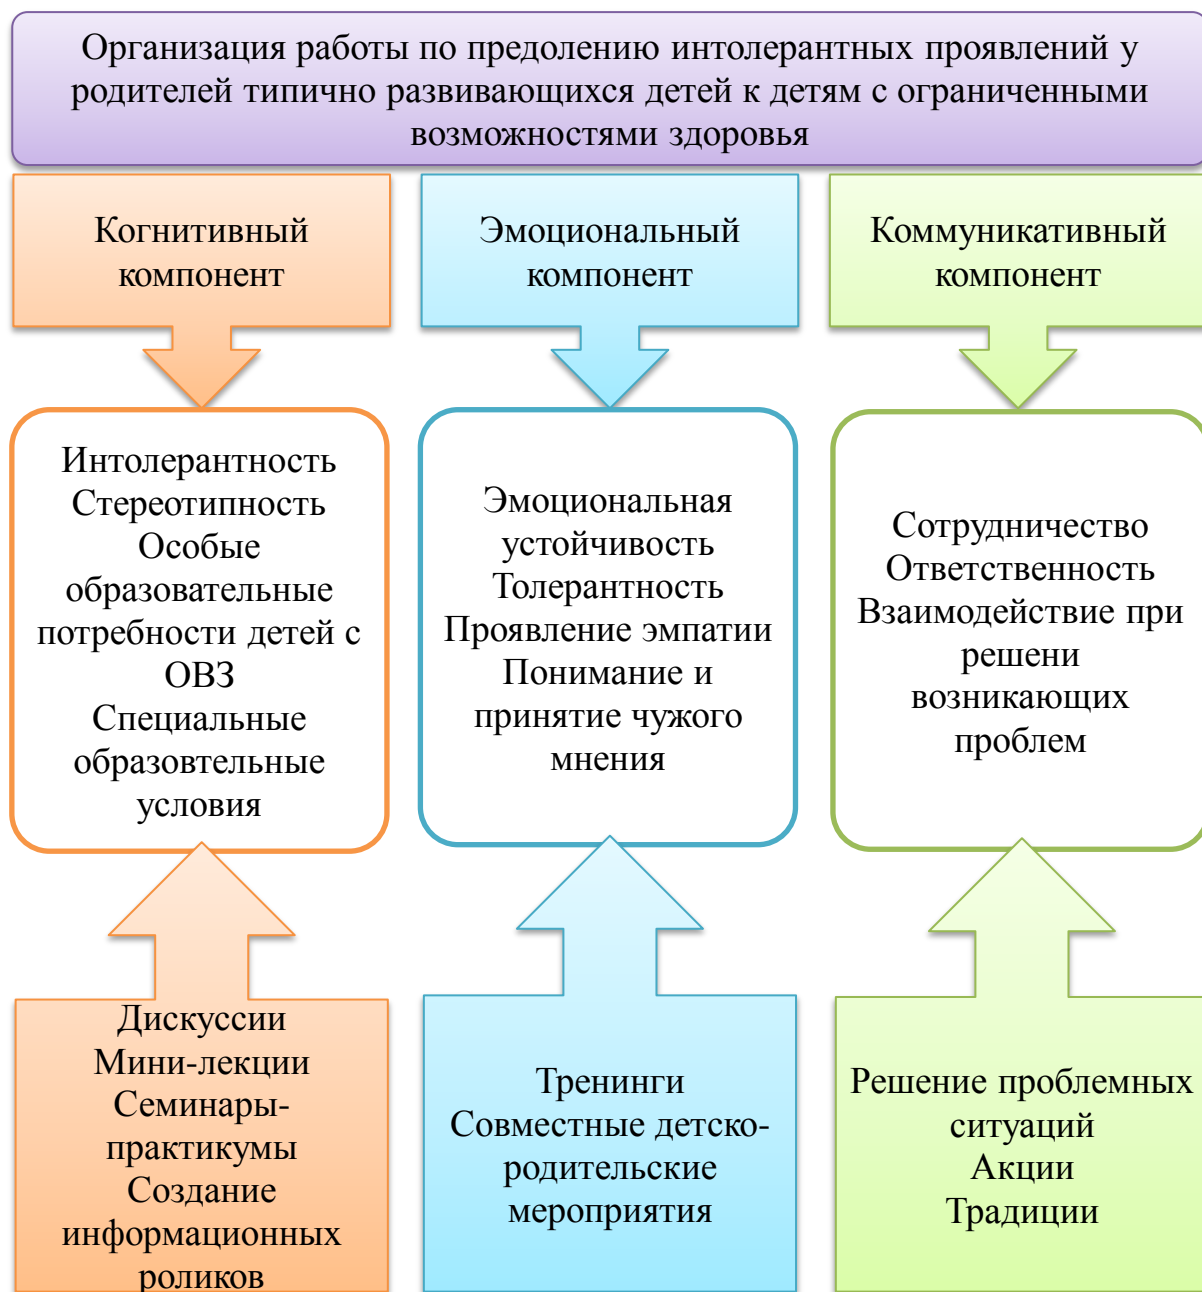 Организация работы по предолению интолерантных проявлений у
родителей типично развивающихся детей к детям с ограниченными
возможностями здоровья
Когнитивный
компонент
Эмоциональный
компонент
Коммуникативный
компонент
Интолерантность
Стереотипность
Особые
образовательные
потребности детей с
ОВЗ
Специальные
образовтельные
условия
Эмоциональная
устойчивость
Толерантность
Проявление эмпатии
Понимание и
принятие чужого
мнения
Сотрудничество
Ответственность
Взаимодействие при
решени
возникающих
проблем
Дискуссии
Мини-лекции
Семинары-
практикумы
Создание
информационных
роликов
Тренинги
Совместные детско-
родительские
мероприятия
Решение проблемных
ситуаций
Акции
Традиции